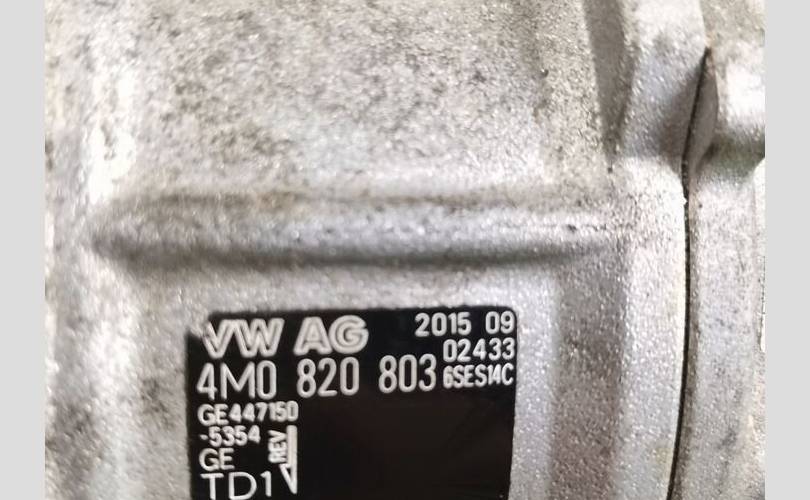 VW AG 2015 09
02433
4M0 820 803 6SES14C
GE447150
-5354
GE REV
TD1